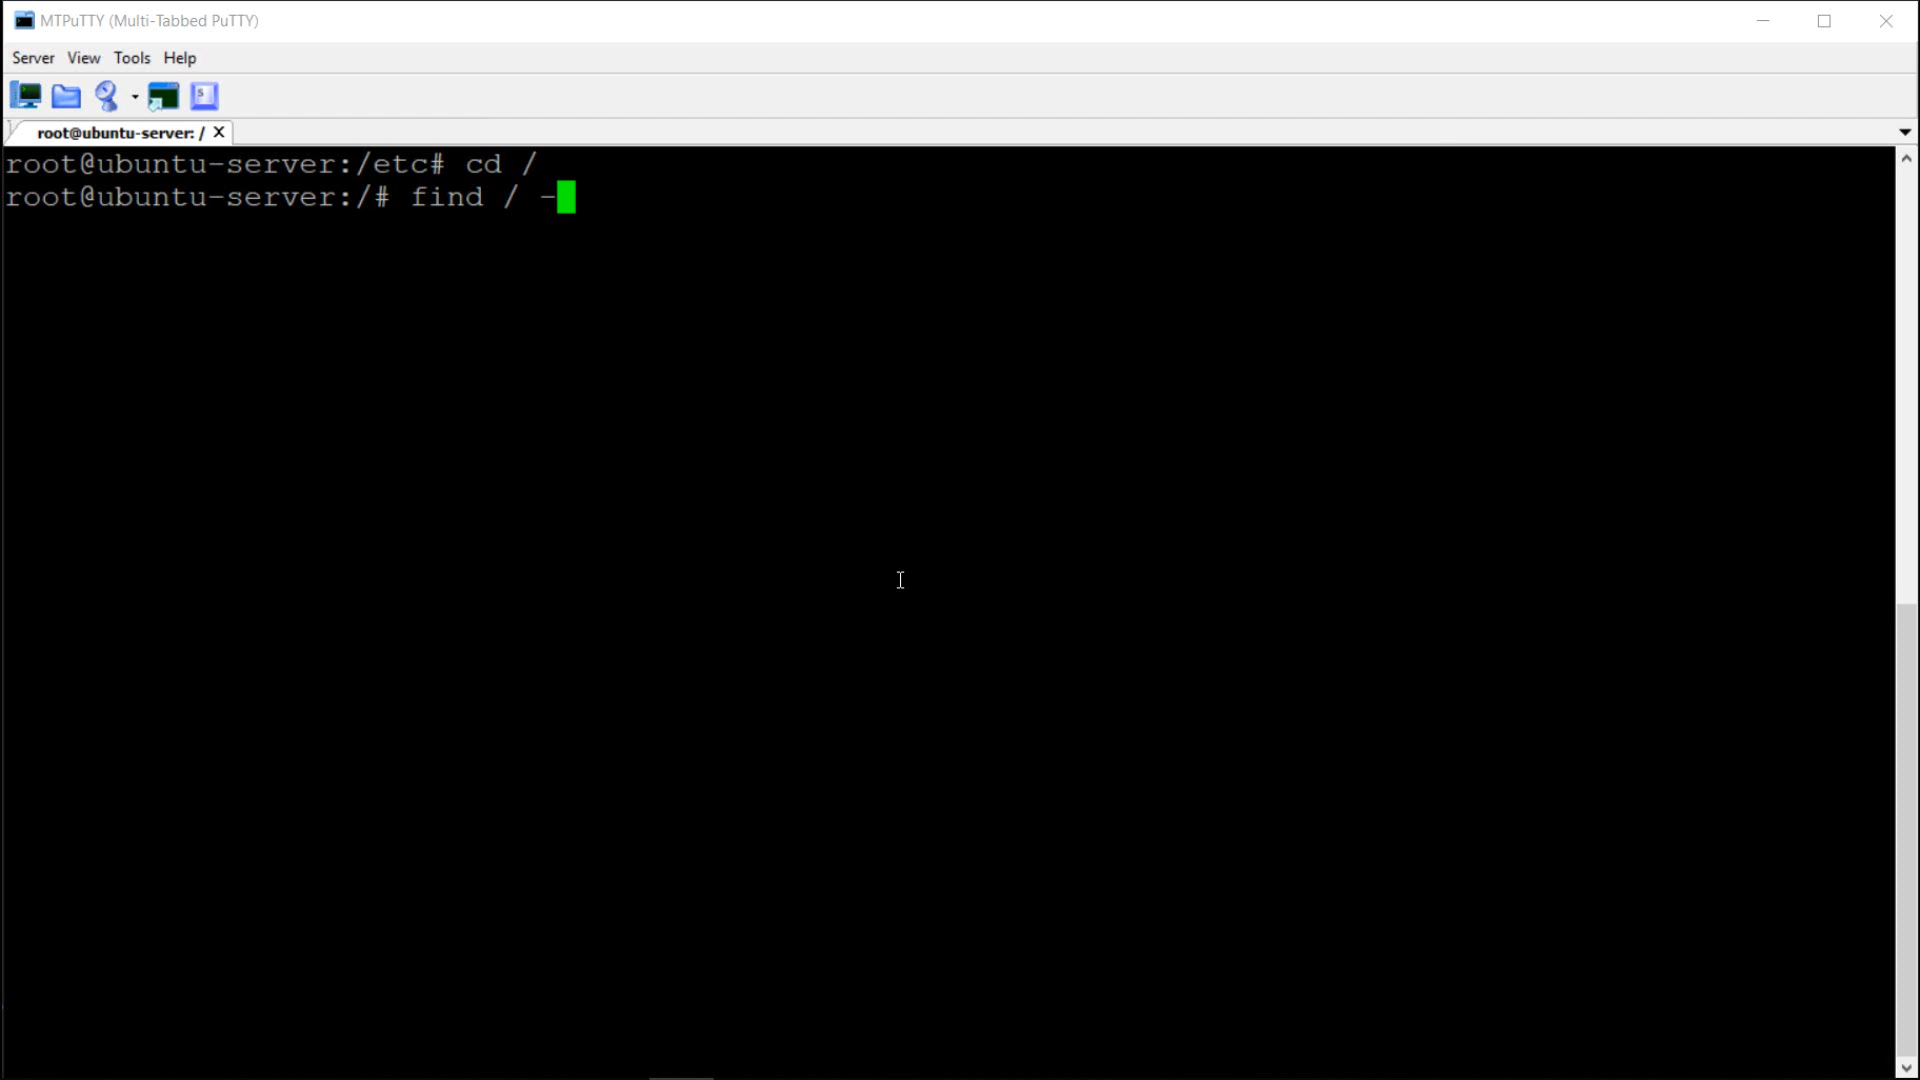 MTPuTTY (Multi-Tabbed PuTTY)
Server View Tools Help
S
root@ubuntu-server: / X
root@ubuntu-server:/etc# cd /
root@ubuntu-server:/# find / -